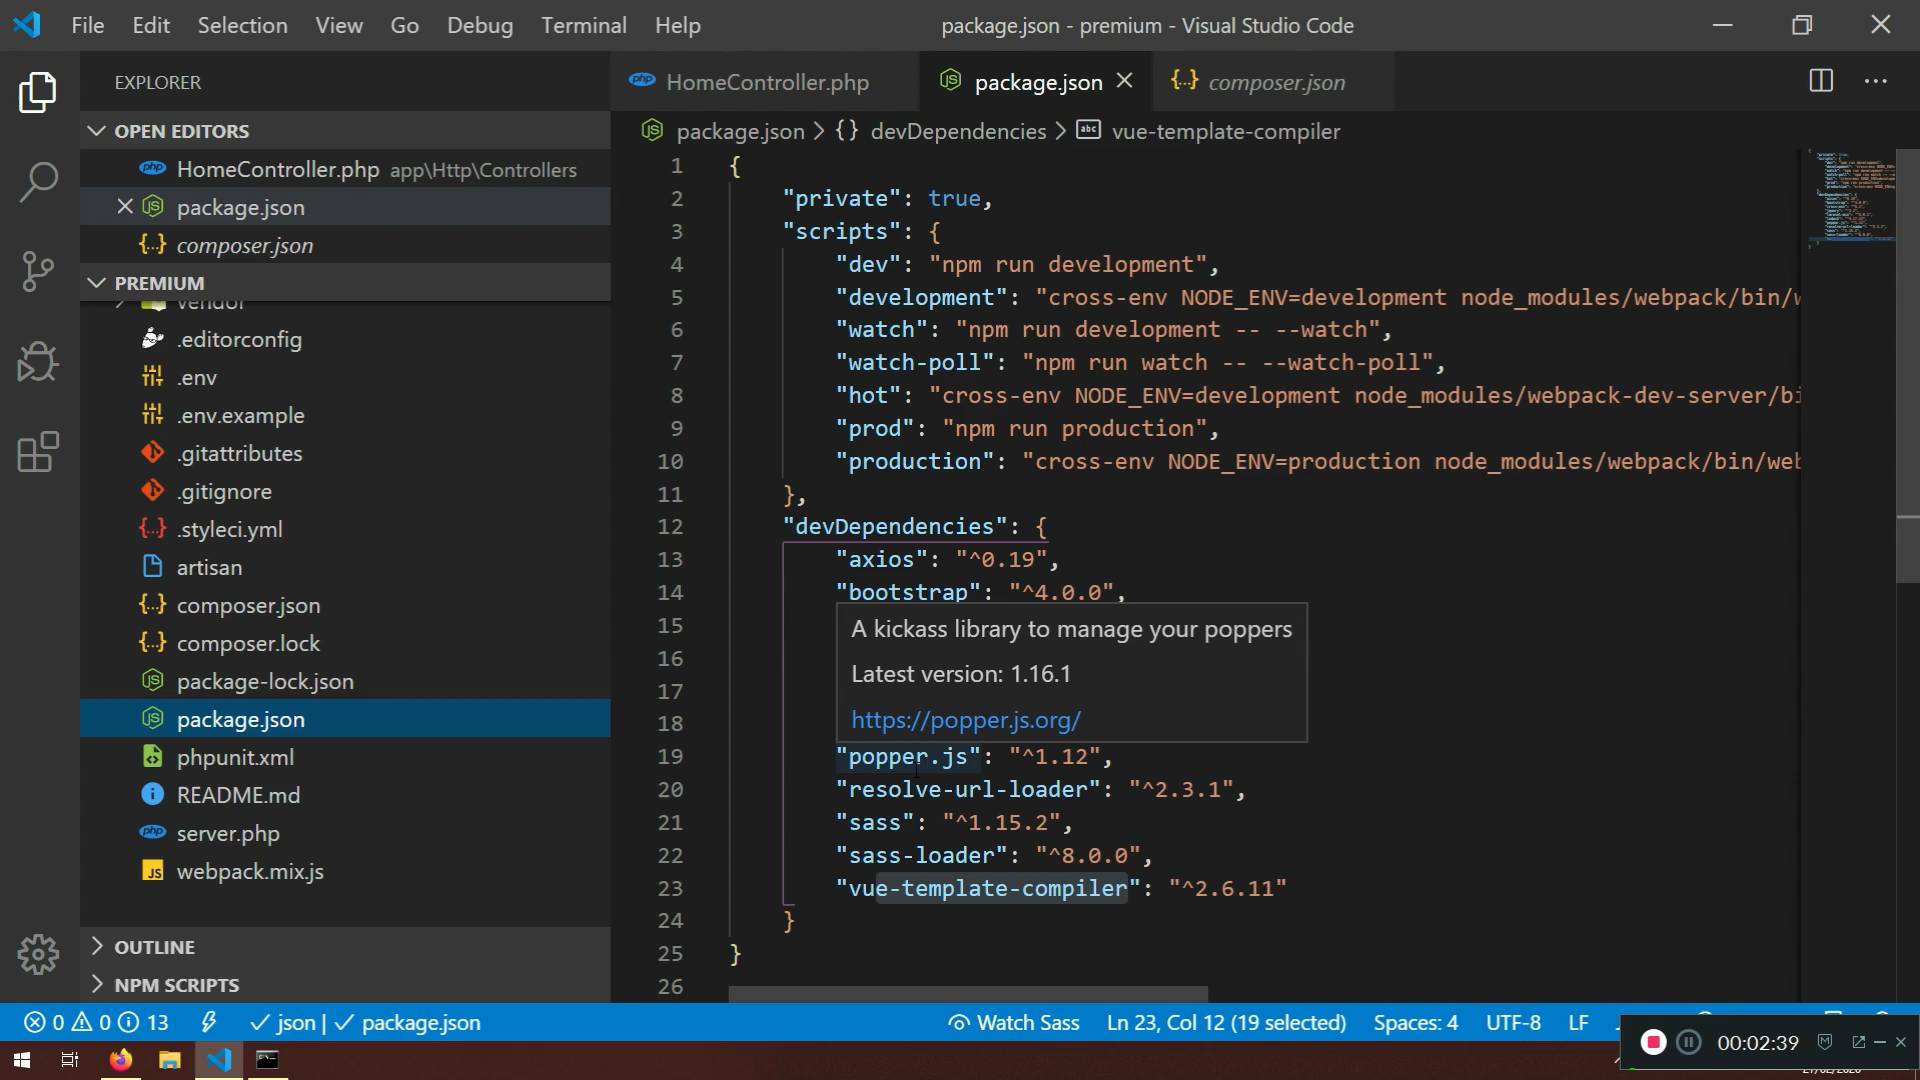 File Edit Selection View Go Debug Terminal Help
package.json - premium - Visual Studio Code
EXPLORER
OPEN EDITORS
HomeController.php app\Http\Controllers
package.json
composer.json
PREMIUM
vendor
.editorconfig
.env
.env.example
.gitattributes
.gitignore
.styleci.yml
artisan
composer.json
composer.lock
package-lock.json
package.json
phpunit.xml
README.md
server.php
webpack.mix.js
OUTLINE
NPM SCRIPTS
HomeController.php
package.json
composer.json
package.json > {} devDependencies > abc vue-template-compiler
1 {
2 "private": true,
3 "scripts": {
4 "dev": "npm run development",
5 "development": "cross-env NODE_ENV=development node_modules/webpack/bin/w
6 "watch": "npm run development -- --watch",
7 "watch-poll": "npm run watch -- --watch-poll",
8 "hot": "cross-env NODE_ENV=development node_modules/webpack-dev-server/bi
9 "prod": "npm run production",
10 "production": "cross-env NODE_ENV=production node_modules/webpack/bin/web
11 },
12 "devDependencies": {
13 "axios": "^0.19",
14 "bootstrap": "^4.0.0",
15
16
17
18
A kickass library to manage your poppers
Latest version: 1.16.1
https://popper.js.org/
19 "popper.js": "^1.12",
20 "resolve-url-loader": "^2.3.1",
21 "sass": "^1.15.2",
22 "sass-loader": "^8.0.0",
23 "vue-template-compiler": "^2.6.11"
24 }
25 }
26
0 0 13 json | package.json Watch Sass Ln 23, Col 12 (19 selected) Spaces: 4 UTF-8 LF
00:02:39